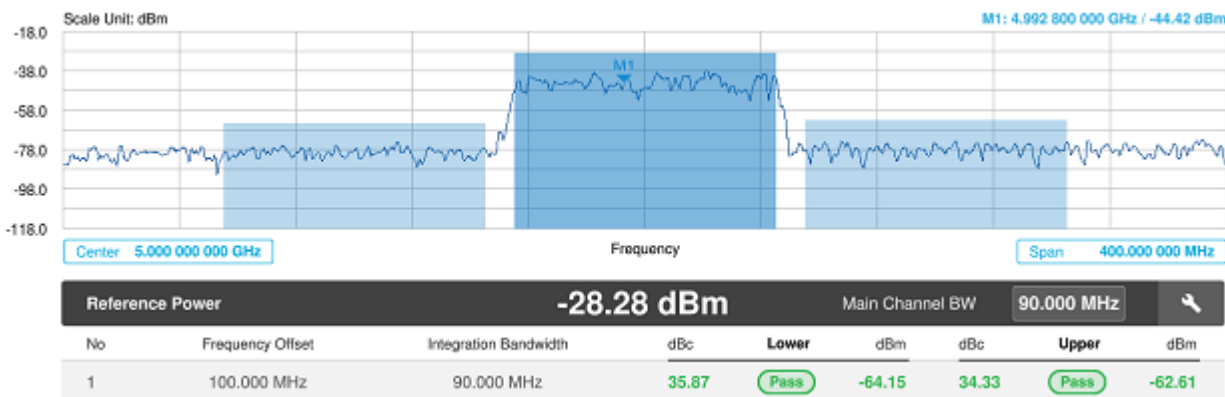 Scale Unit: dBm M1: 4.992 800 000 GHz / -44.42 dBm
-18.0
M1
-38.0
-58.0
-78.0
-98.0
-118.0
Center 5.000 000 000 GHz Frequency Span 400.000 000 MHz
Reference Power -28.28 dBm Main Channel BW 90.000 MHz
No Frequency Offset Integration Bandwidth dBc Lower dBm dBc Upper dBm
1 100.000 MHz 90.000 MHz 35.87 Pass -64.15 34.33 Pass -62.61